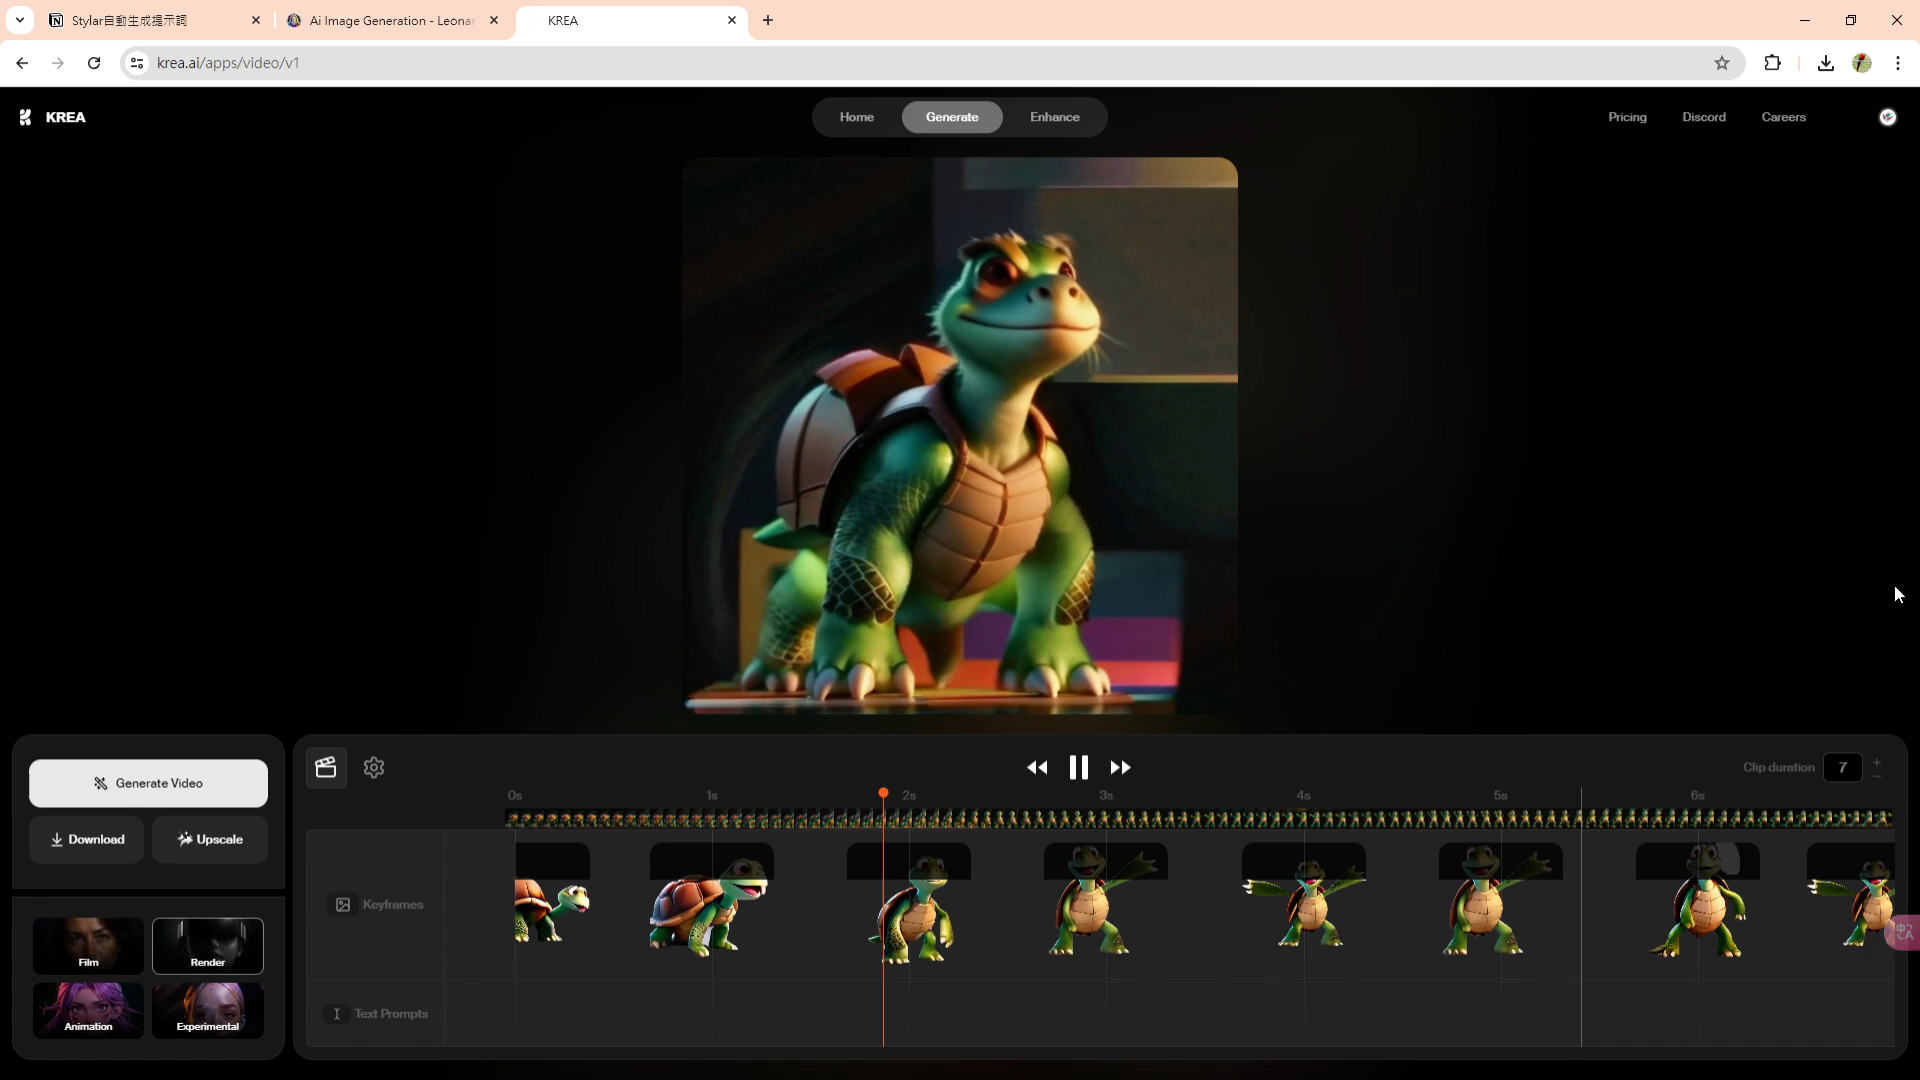 Stylar自動生成提示詞
Ai Image Generation - Leona
KREA
krea.ai/apps/video/v1
KREA
Home
Generate
Enhance
Pricing
Discord
Careers
Generate Video
Download
Upscale
Clip duration
7
0s
1s
2s
3s
4s
5s
6s
Keyframes
Film
Render
Text Prompts
Animation
Experimental